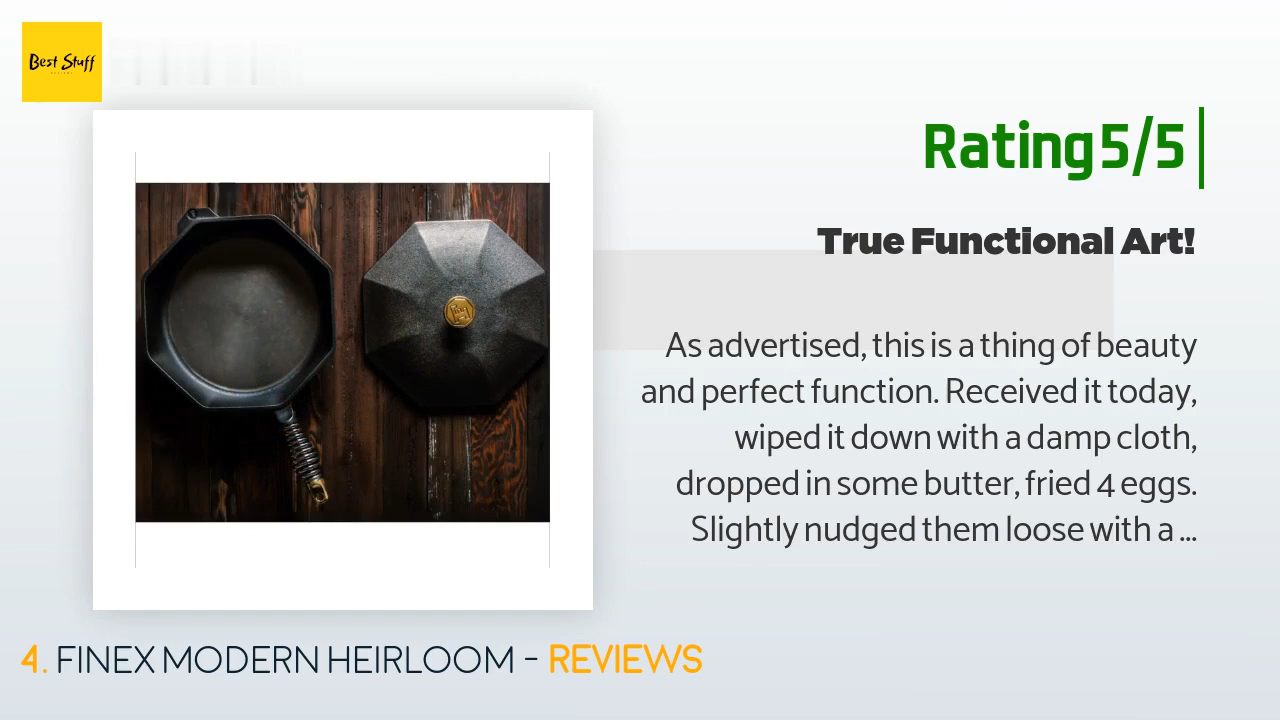 Best Stuff
Rating 5/5
True Functional Art!
As advertised, this is a thing of beauty
and perfect function. Received it today,
wiped it down with a damp cloth,
dropped in some butter, fried 4 eggs.
Slightly nudged them loose with a ...
4. FINEX MODERN HEIRLOOM - REVIEWS